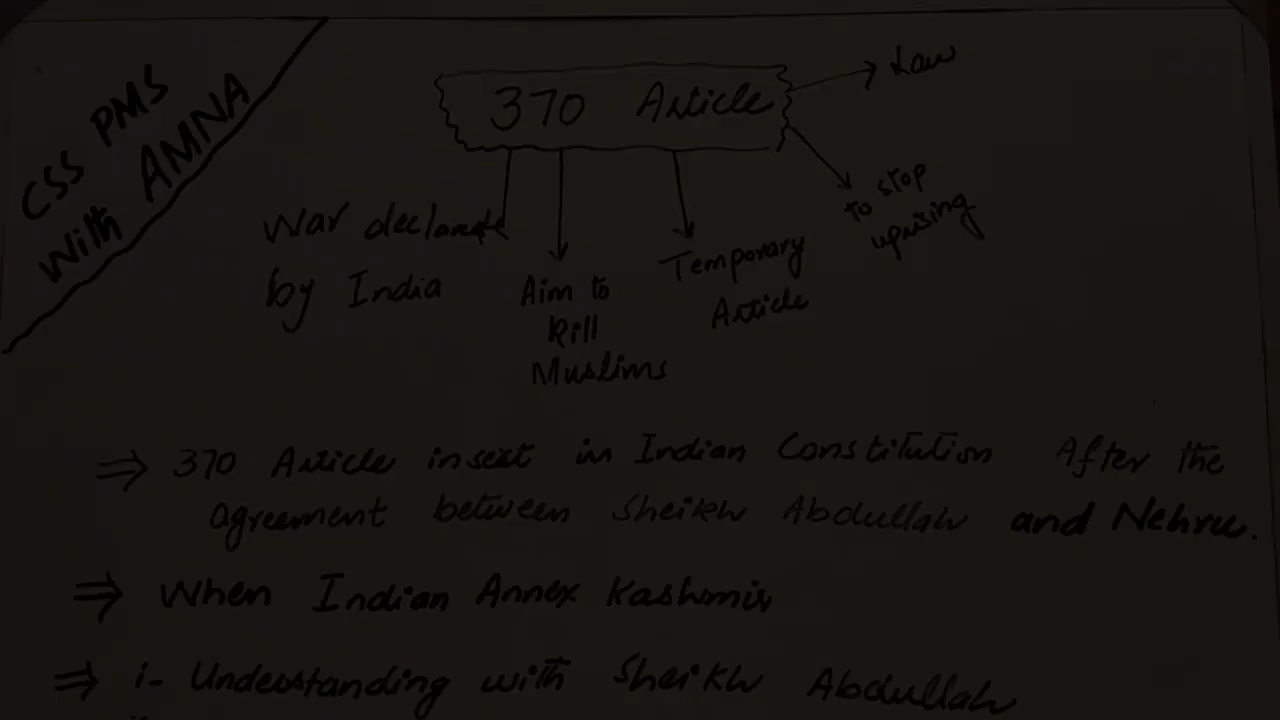 CSS PMS
With AMNA
370 Article
Law
to stop
uprising
War declared
by India
Aim to
kill
Muslims
Temporary
Article
⇒ 370 Article insert in Indian Constitution After the
agreement between Sheikh Abdullah and Nehru.
⇒ When Indian Annex Kashmir
⇒ i- Understanding with Sheikh Abdullah